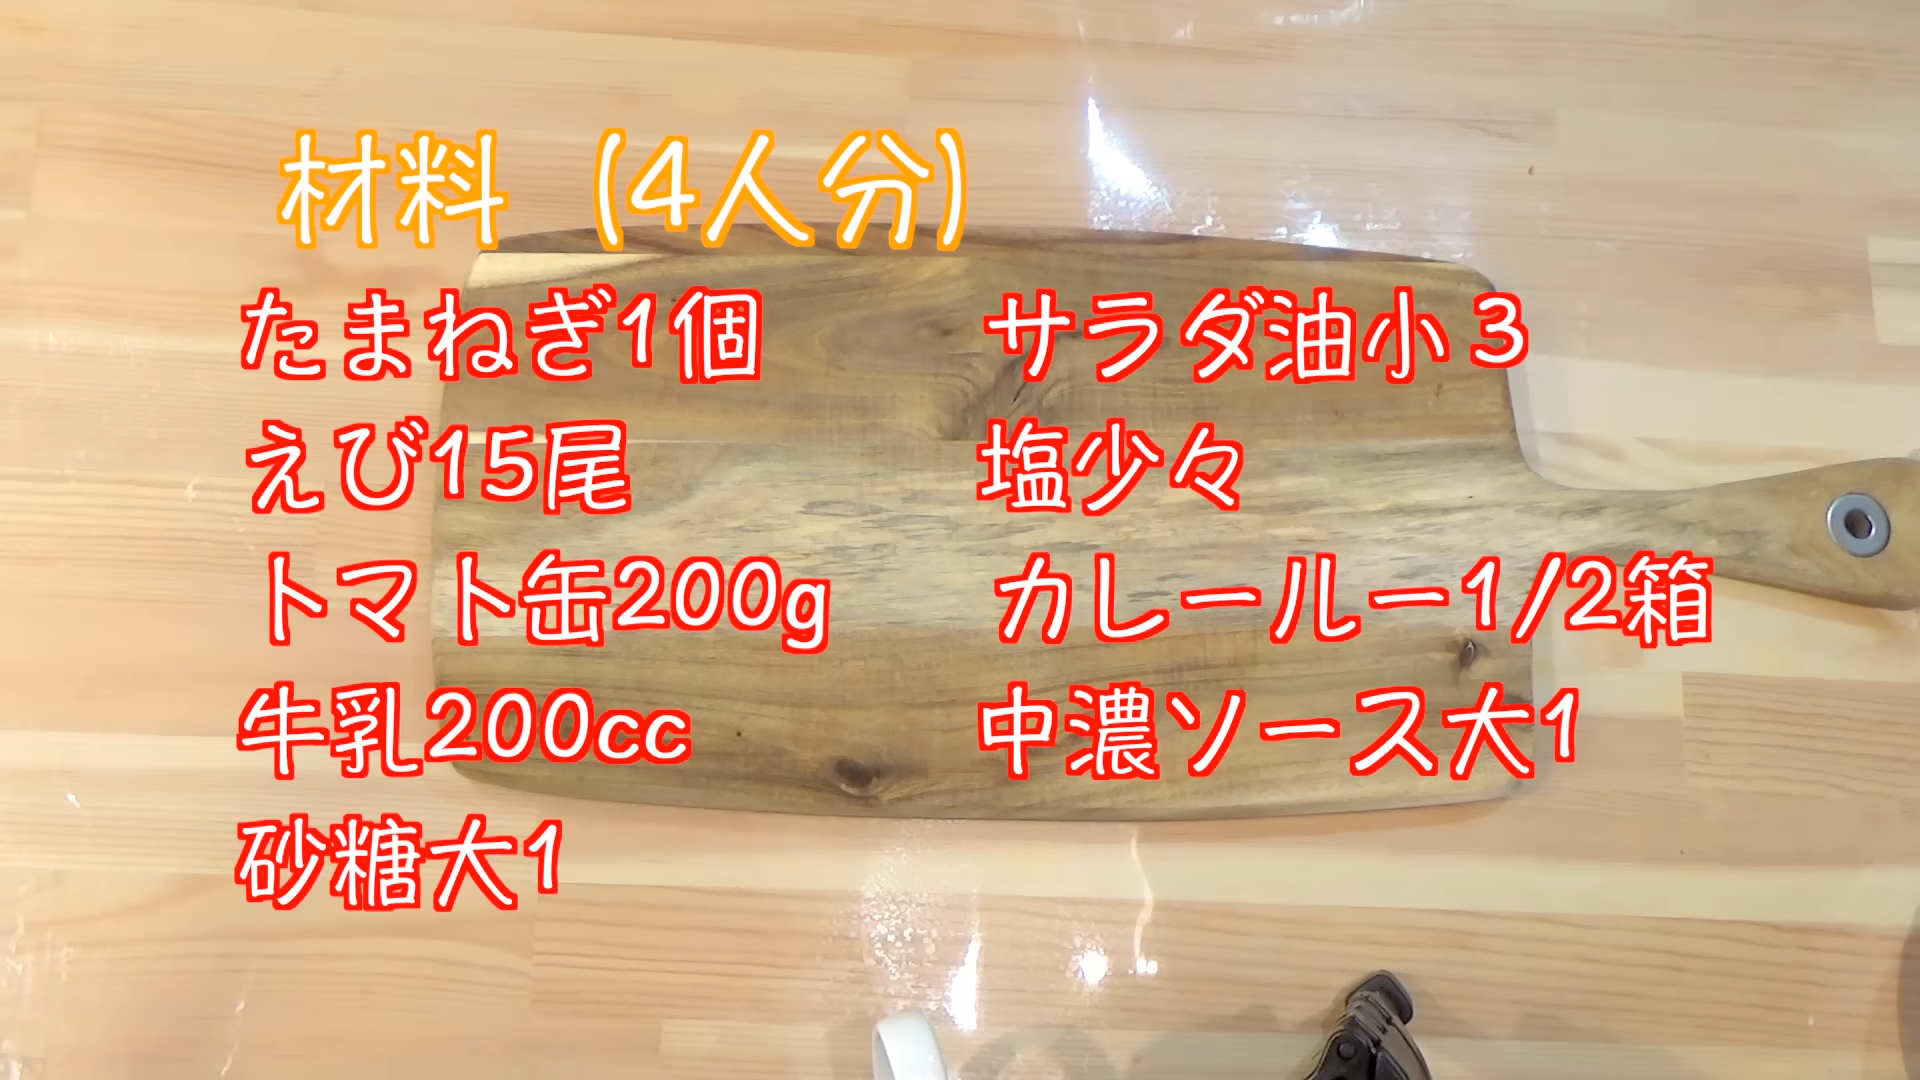 材料（4人分）
たまねぎ1個
えび15尾
トマト缶200g
牛乳200cc
砂糖大1
サラダ油小３
塩少々
カレールー1/2箱
中濃ソース大1